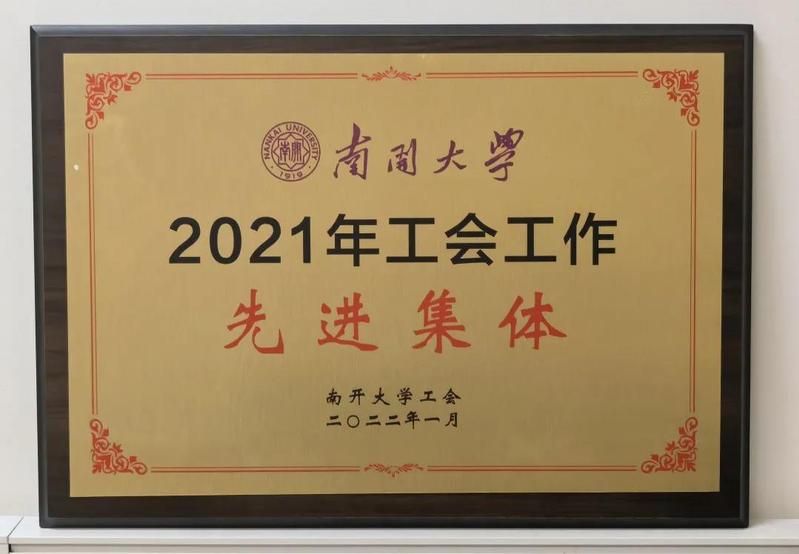 NANKAI UNIVERSITY
南開
1919
南開大學
2021年工会工作
先进集体
南开大学工会
二〇二二年一月